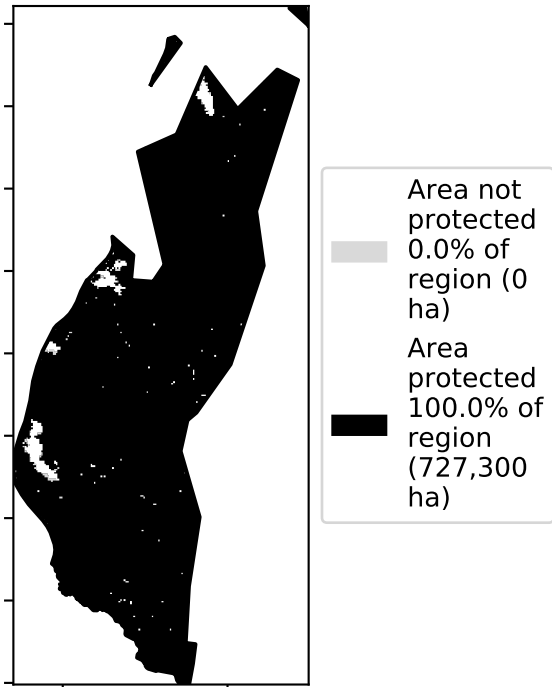 Area not
protected
0.0% of
region (0
ha)
Area
protected
100.0% of
region
(727,300
ha)